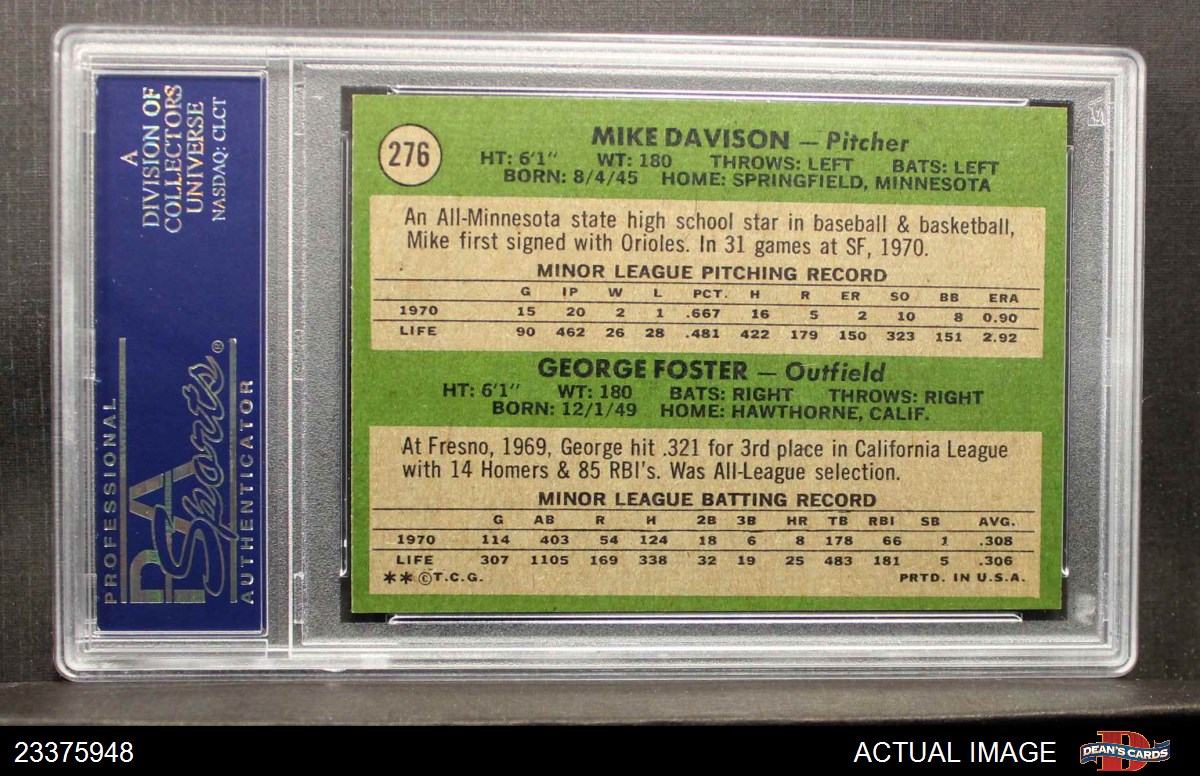 A
DIVISION OF
COLLECTORS
UNIVERSE
NASDAQ: CLCT
PROFESSIONAL
PSA
Sports®
AUTHENTICATOR
276
MIKE DAVISON — Pitcher
HT: 6'1" WT: 180 THROWS: LEFT BATS: LEFT
BORN: 8/4/45 HOME: SPRINGFIELD, MINNESOTA
An All-Minnesota state high school star in baseball & basketball,
Mike first signed with Orioles. In 31 games at SF, 1970.
MINOR LEAGUE PITCHING RECORD
G IP W L PCT. H R ER SO BB ERA
1970 15 20 2 1 .667 16 5 2 10 8 0.90
LIFE 90 462 26 28 .481 422 179 150 323 151 2.92
GEORGE FOSTER — Outfield
HT: 6'1" WT: 180 BATS: RIGHT THROWS: RIGHT
BORN: 12/1/49 HOME: HAWTHORNE, CALIF.
At Fresno, 1969, George hit .321 for 3rd place in California League
with 14 Homers & 85 RBI's. Was All-League selection.
MINOR LEAGUE BATTING RECORD
G AB R H 2B 3B HR TB RBI SB AVG.
1970 114 403 54 124 18 6 8 178 66 1 .308
LIFE 307 1105 169 338 32 19 25 483 181 5 .306
**©T.C.G. PRTD. IN U.S.A.
23375948
ACTUAL IMAGE
DEAN'S CARDS